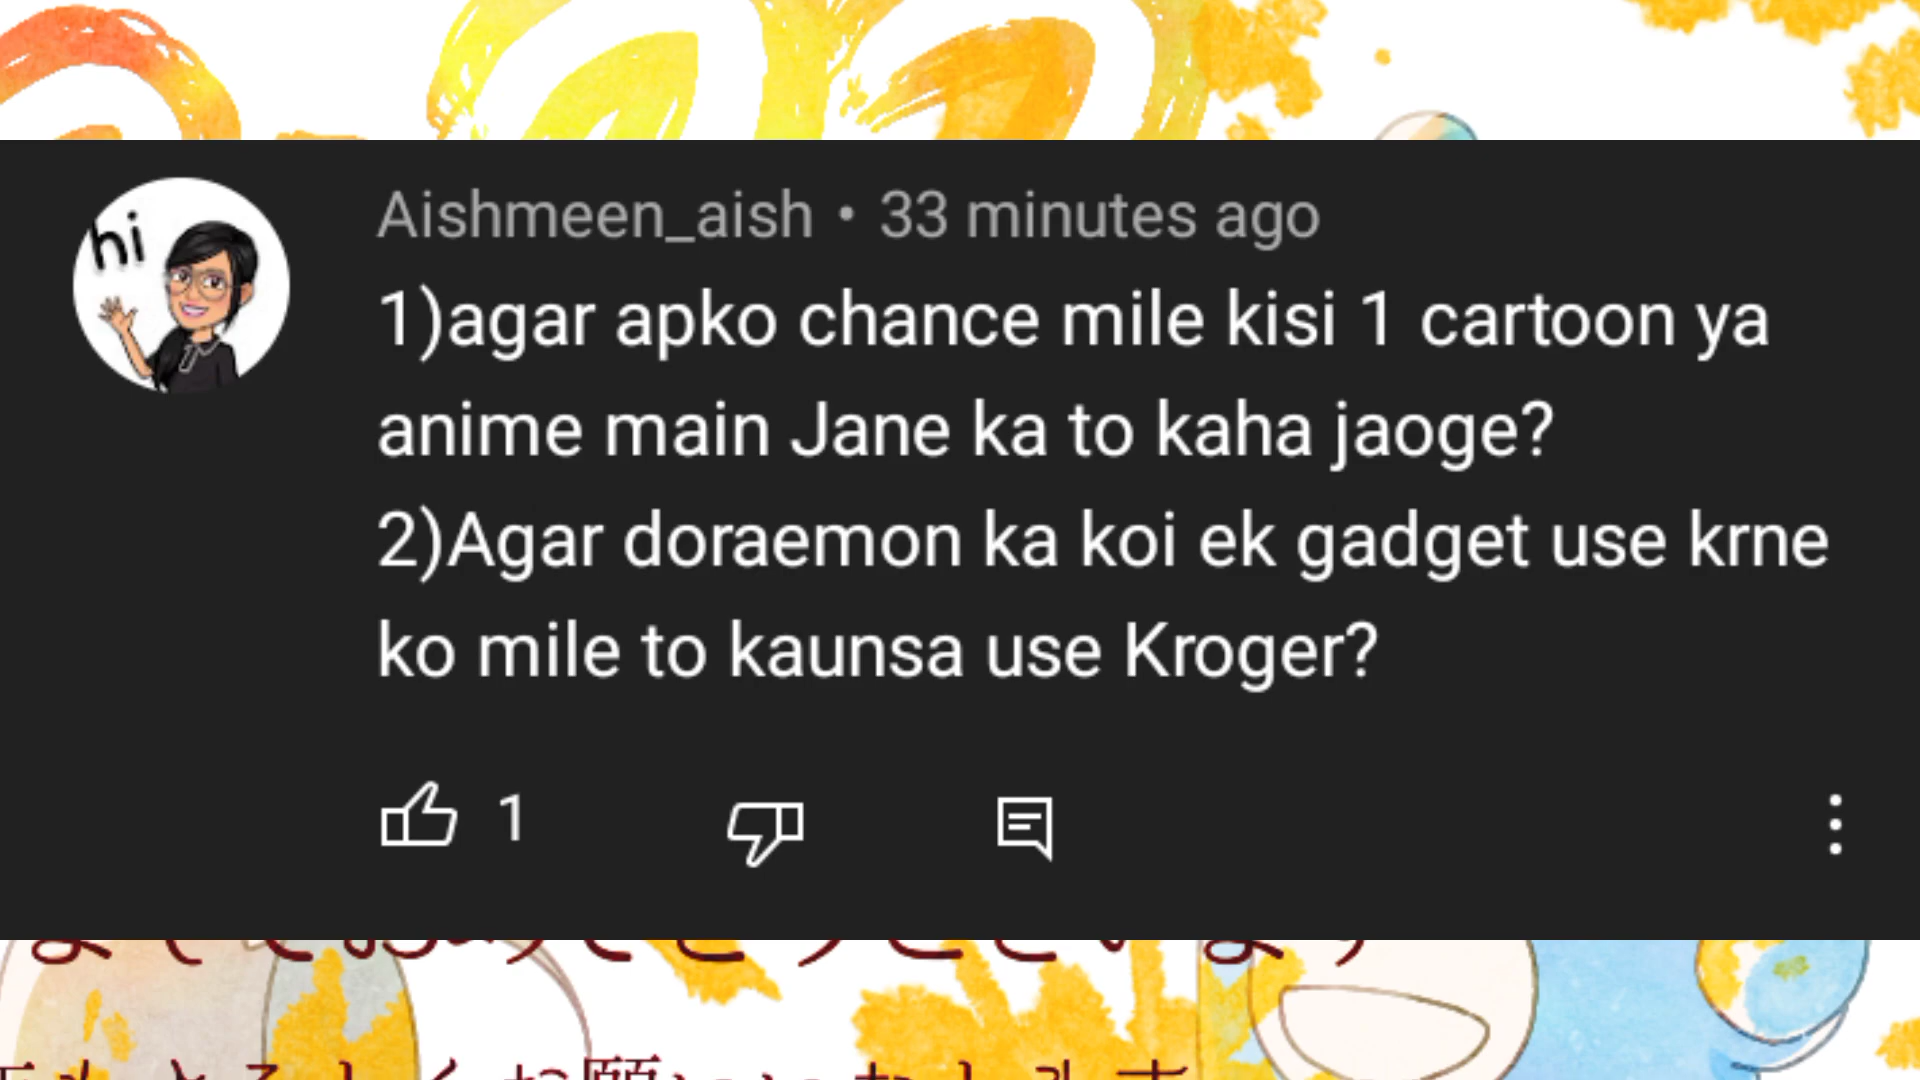 hi
Aishmeen_aish • 33 minutes ago
1)agar apko chance mile kisi 1 cartoon ya
anime main Jane ka to kaha jaoge?
2)Agar doraemon ka koi ek gadget use krne
ko mile to kaunsa use Kroger?
1